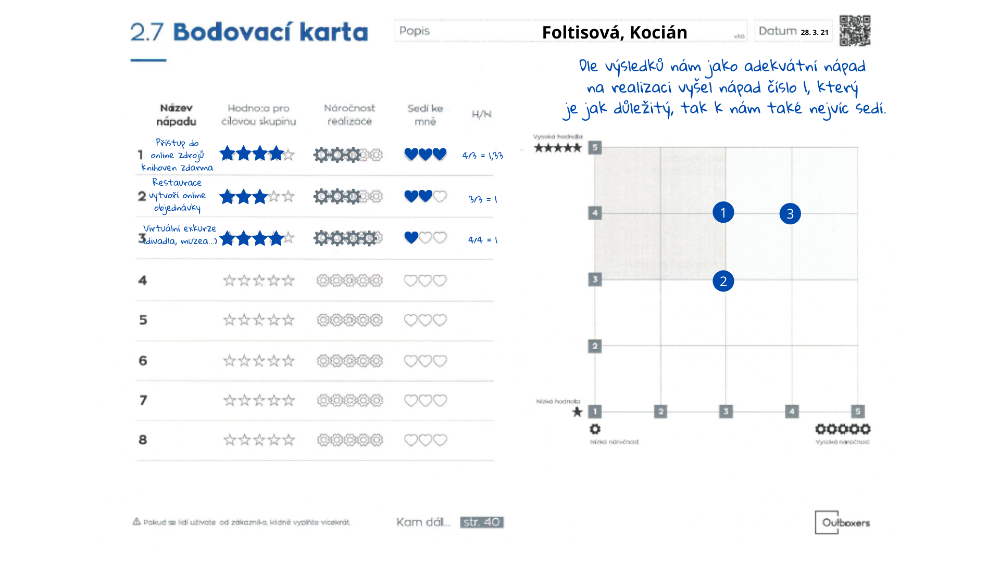 2.7 Bodovací karta
Popis
Foltisová, Kocián
v1.0
Datum 28. 3. 21
Dle výsledků nám jako adekvátní nápad
na realizaci vyšel nápad číslo 1, který
je jak důležitý, tak k nám také nejvíc sedí.
Název
nápadu
Hodnota pro
cílovou skupinu
Náročnost
realizace
Sedí ke
mně
H/N
1
Přístup do
online zdrojů
knihoven zdarma
4/3 = 1,33
2
Restaurace
vytvoří online
objednávky
3/3 = 1
3
Virtuální exkurze
(divadla, muzea...)
4/4 = 1
4
5
6
7
8
Vysoká hodnota
5
4
3
2
1
1
3
2
Nízká hodnota
2
3
4
5
Nízká náročnost
Vysoká náročnost
Pokud se lidí uživate od zákazníka, klidně vyplňte vícekrát.
Kam dál... str. 40
Outboxers